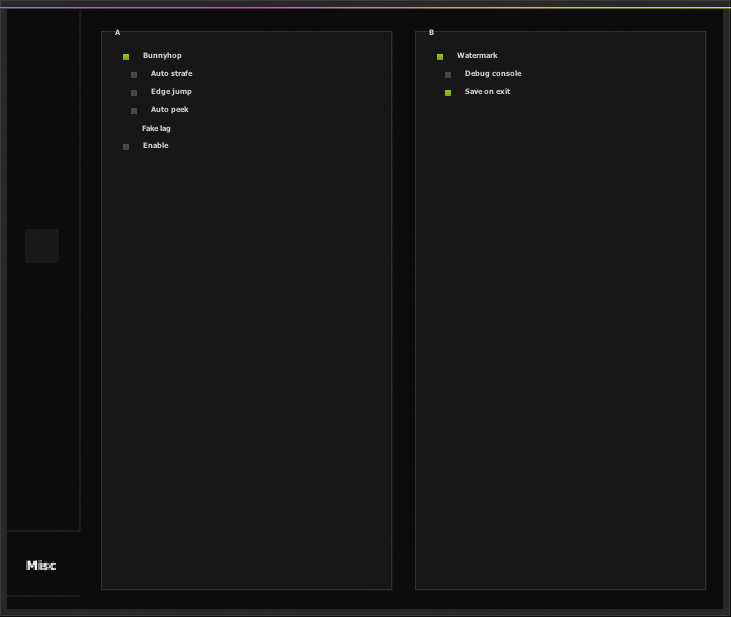 A
Bunnyhop
Auto strafe
Edge jump
Auto peek
Fake lag
Enable
B
Watermark
Debug console
Save on exit
Misc